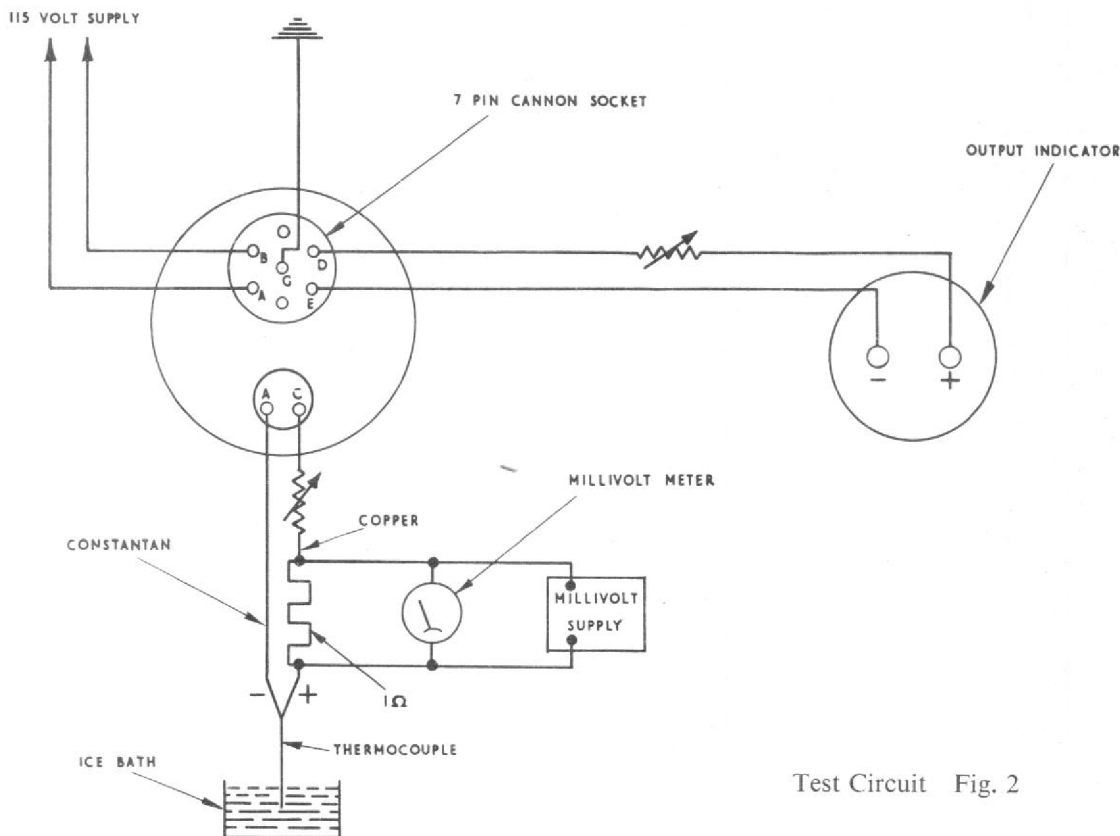 115 VOLT SUPPLY
7 PIN CANNON SOCKET
OUTPUT INDICATOR
B
D
G
A
E
- +
A C
MILLIVOLT METER
COPPER
CONSTANTAN
MILLIVOLT
SUPPLY
- +
1Ω
THERMOCOUPLE
ICE BATH
Test Circuit Fig. 2